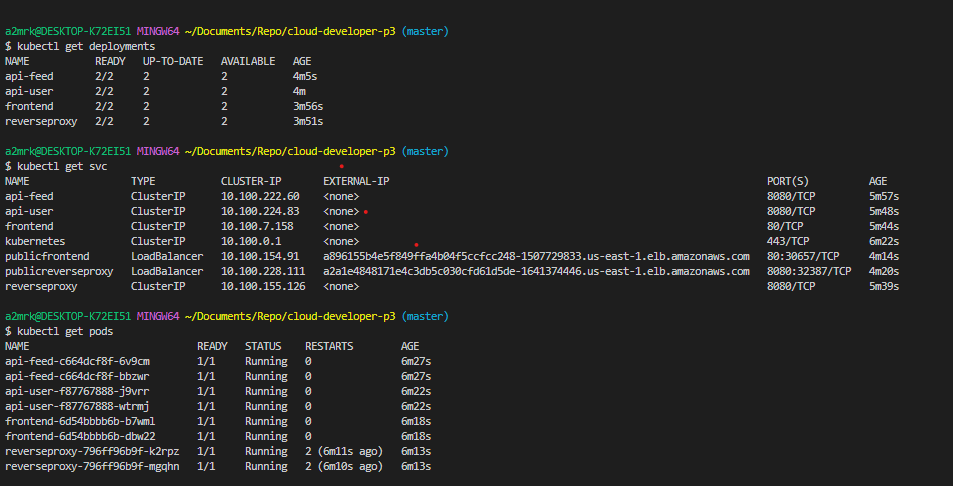 a2mrk@DESKTOP-K72EI51 MINGW64 ~/Documents/Repo/cloud-developer-p3 (master)
$ kubectl get deployments
NAME READY UP-TO-DATE AVAILABLE AGE
api-feed 2/2 2 2 4m5s
api-user 2/2 2 2 4m
frontend 2/2 2 2 3m56s
reverseproxy 2/2 2 2 3m51s
a2mrk@DESKTOP-K72EI51 MINGW64 ~/Documents/Repo/cloud-developer-p3 (master)
$ kubectl get svc
NAME TYPE CLUSTER-IP EXTERNAL-IP PORT(S) AGE
api-feed ClusterIP 10.100.222.60 <none> 8080/TCP 5m57s
api-user ClusterIP 10.100.224.83 <none> 8080/TCP 5m48s
frontend ClusterIP 10.100.7.158 <none> 80/TCP 5m44s
kubernetes ClusterIP 10.100.0.1 <none> 443/TCP 6m22s
publicfrontend LoadBalancer 10.100.154.91 a896155b4e5f849ffa4b04f5ccfcc248-1507729833.us-east-1.elb.amazonaws.com 80:30657/TCP 4m14s
publicreverseproxy LoadBalancer 10.100.228.111 a2a1e4848171e4c3db5c030cfd61d5de-1641374446.us-east-1.elb.amazonaws.com 8080:32387/TCP 4m20s
reverseproxy ClusterIP 10.100.155.126 <none> 8080/TCP 5m39s
a2mrk@DESKTOP-K72EI51 MINGW64 ~/Documents/Repo/cloud-developer-p3 (master)
$ kubectl get pods
NAME READY STATUS RESTARTS AGE
api-feed-c664dcf8f-6v9cm 1/1 Running 0 6m27s
api-feed-c664dcf8f-bbzwr 1/1 Running 0 6m27s
api-user-f87767888-j9vrr 1/1 Running 0 6m22s
api-user-f87767888-wtrmj 1/1 Running 0 6m22s
frontend-6d54bbbb6b-b7wml 1/1 Running 0 6m18s
frontend-6d54bbbb6b-dbw22 1/1 Running 0 6m18s
reverseproxy-796ff96b9f-k2rpz 1/1 Running 2 (6m11s ago) 6m13s
reverseproxy-796ff96b9f-mgqhn 1/1 Running 2 (6m10s ago) 6m13s